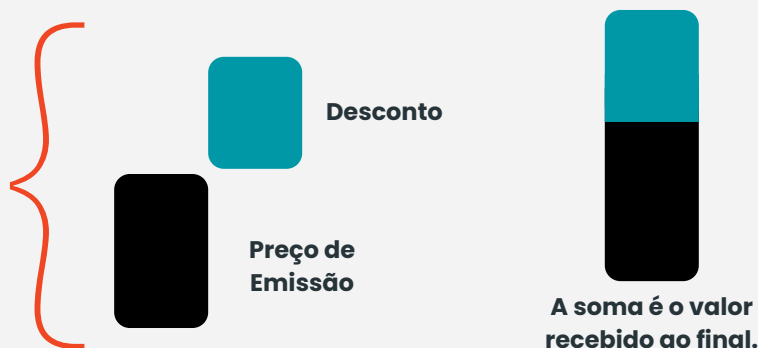 Desconto
Preço de
Emissão
A soma é o valor
recebido ao final.